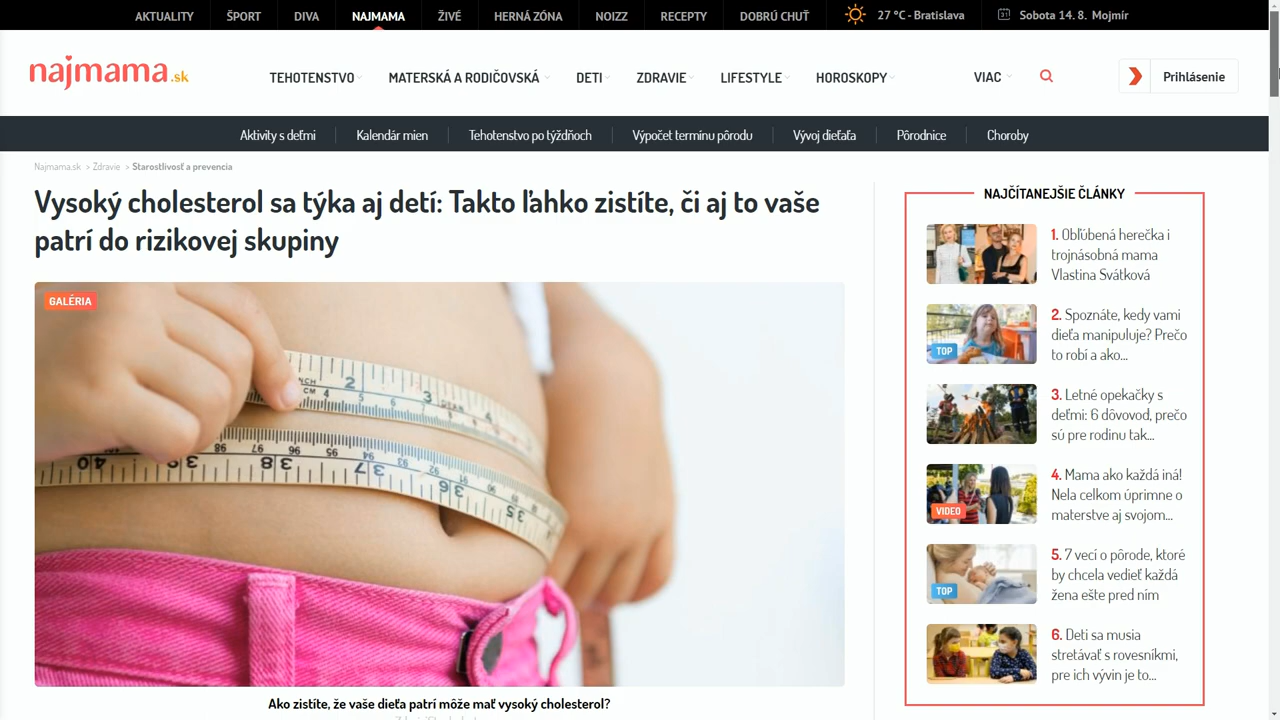 AKTUALITY ŠPORT DIVA NAJMAMA ŽIVÉ HERNÁ ZÓNA NOIZZ RECEPTY DOBRÚ CHUŤ 27 °C - Bratislava Sobota 14. 8. Mojmír
najmama.sk
TEHOTENSTVO MATERSKÁ A RODIČOVSKÁ DETI ZDRAVIE LIFESTYLE HOROSKOPY VIAC Prihlásenie
Aktivity s deťmi Kalendár mien Tehotenstvo po týždňoch Výpočet termínu pôrodu Vývoj dieťaťa Pôrodnice Choroby
Najmama.sk > Zdravie > Starostlivosť a prevencia
Vysoký cholesterol sa týka aj detí: Takto ľahko zistíte, či aj to vaše
patrí do rizikovej skupiny
GALÉRIA
Ako zistíte, že vaše dieťa patrí môže mať vysoký cholesterol?
NAJČÍTANEJŠIE ČLÁNKY
1. Obľúbená herečka i
trojnásobná mama
Vlastina Svátková
2. Spoznáte, kedy vami
dieťa manipuluje? Prečo
to robí a ako...
TOP
3. Letné opekačky s
deťmi: 6 dôvovod, prečo
sú pre rodinu tak...
4. Mama ako každá iná!
Nela celkom úprimne o
materstve aj svojom...
VIDEO
5. 7 vecí o pôrode, ktoré
by chcela vedieť každá
žena ešte pred ním
TOP
6. Deti sa musia
stretávať s rovesníkmi,
pre ich vývin je to...